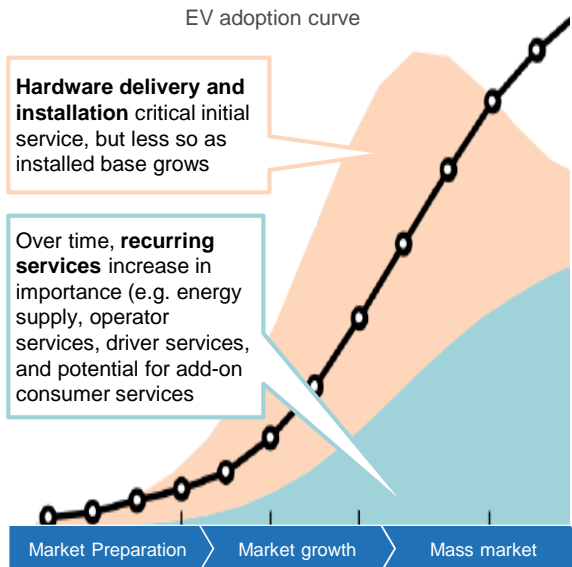 EV adoption curve
Hardware delivery and
installation critical initial
service, but less so as
installed base grows
Over time, recurring
services increase in
importance (e.g. energy
supply, operator
services, driver services,
and potential for add-on
consumer services
Market Preparation
Market growth
Mass market